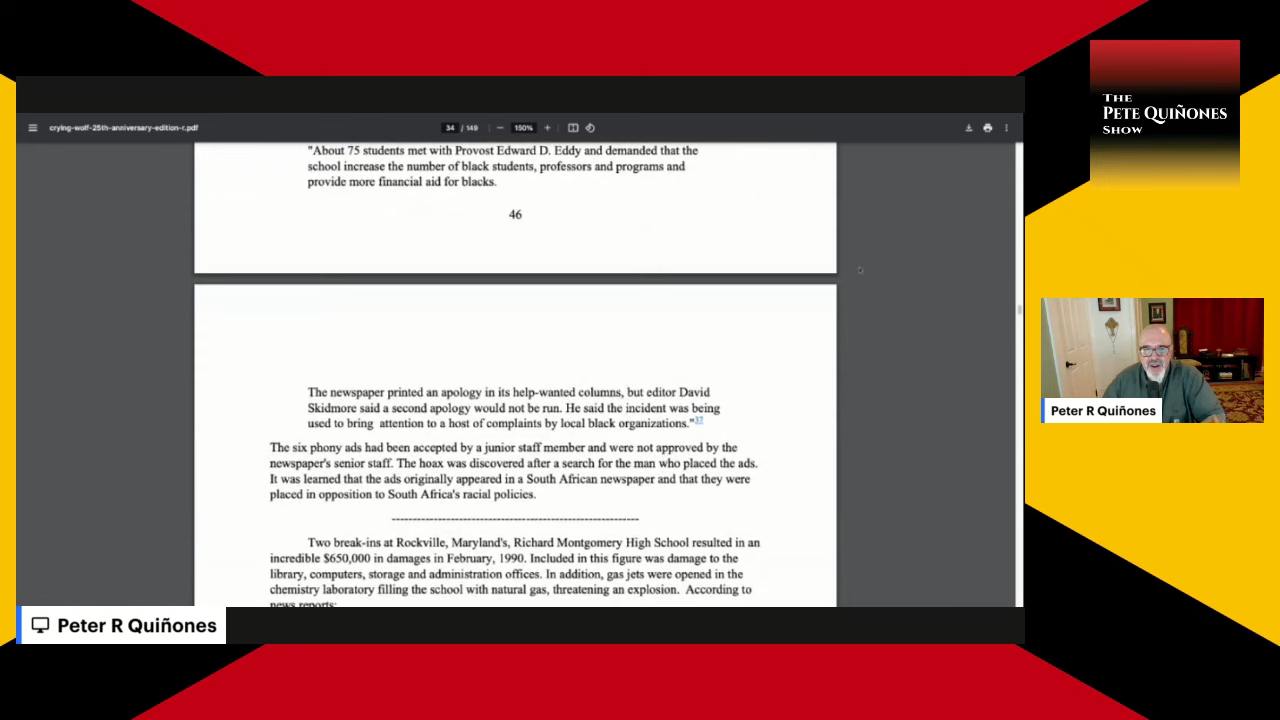 crying-wolf-25th-anniversary-edition-r.pdf
34 / 149
150%
"About 75 students met with Provost Edward D. Eddy and demanded that the
school increase the number of black students, professors and programs and
provide more financial aid for blacks.
46
The newspaper printed an apology in its help-wanted columns, but editor David
Skidmore said a second apology would not be run. He said the incident was being
used to bring attention to a host of complaints by local black organizations."37
The six phony ads had been accepted by a junior staff member and were not approved by the
newspaper's senior staff. The hoax was discovered after a search for the man who placed the ads.
It was learned that the ads originally appeared in a South African newspaper and that they were
placed in opposition to South Africa's racial policies.
-----------------------------------------------------------
Two break-ins at Rockville, Maryland's, Richard Montgomery High School resulted in an
incredible $650,000 in damages in February, 1990. Included in this figure was damage to the
library, computers, storage and administration offices. In addition, gas jets were opened in the
chemistry laboratory filling the school with natural gas, threatening an explosion. According to
news reports:
THE
PETE QUIÑONES
SHOW
Peter R Quiñones
Peter R Quiñones